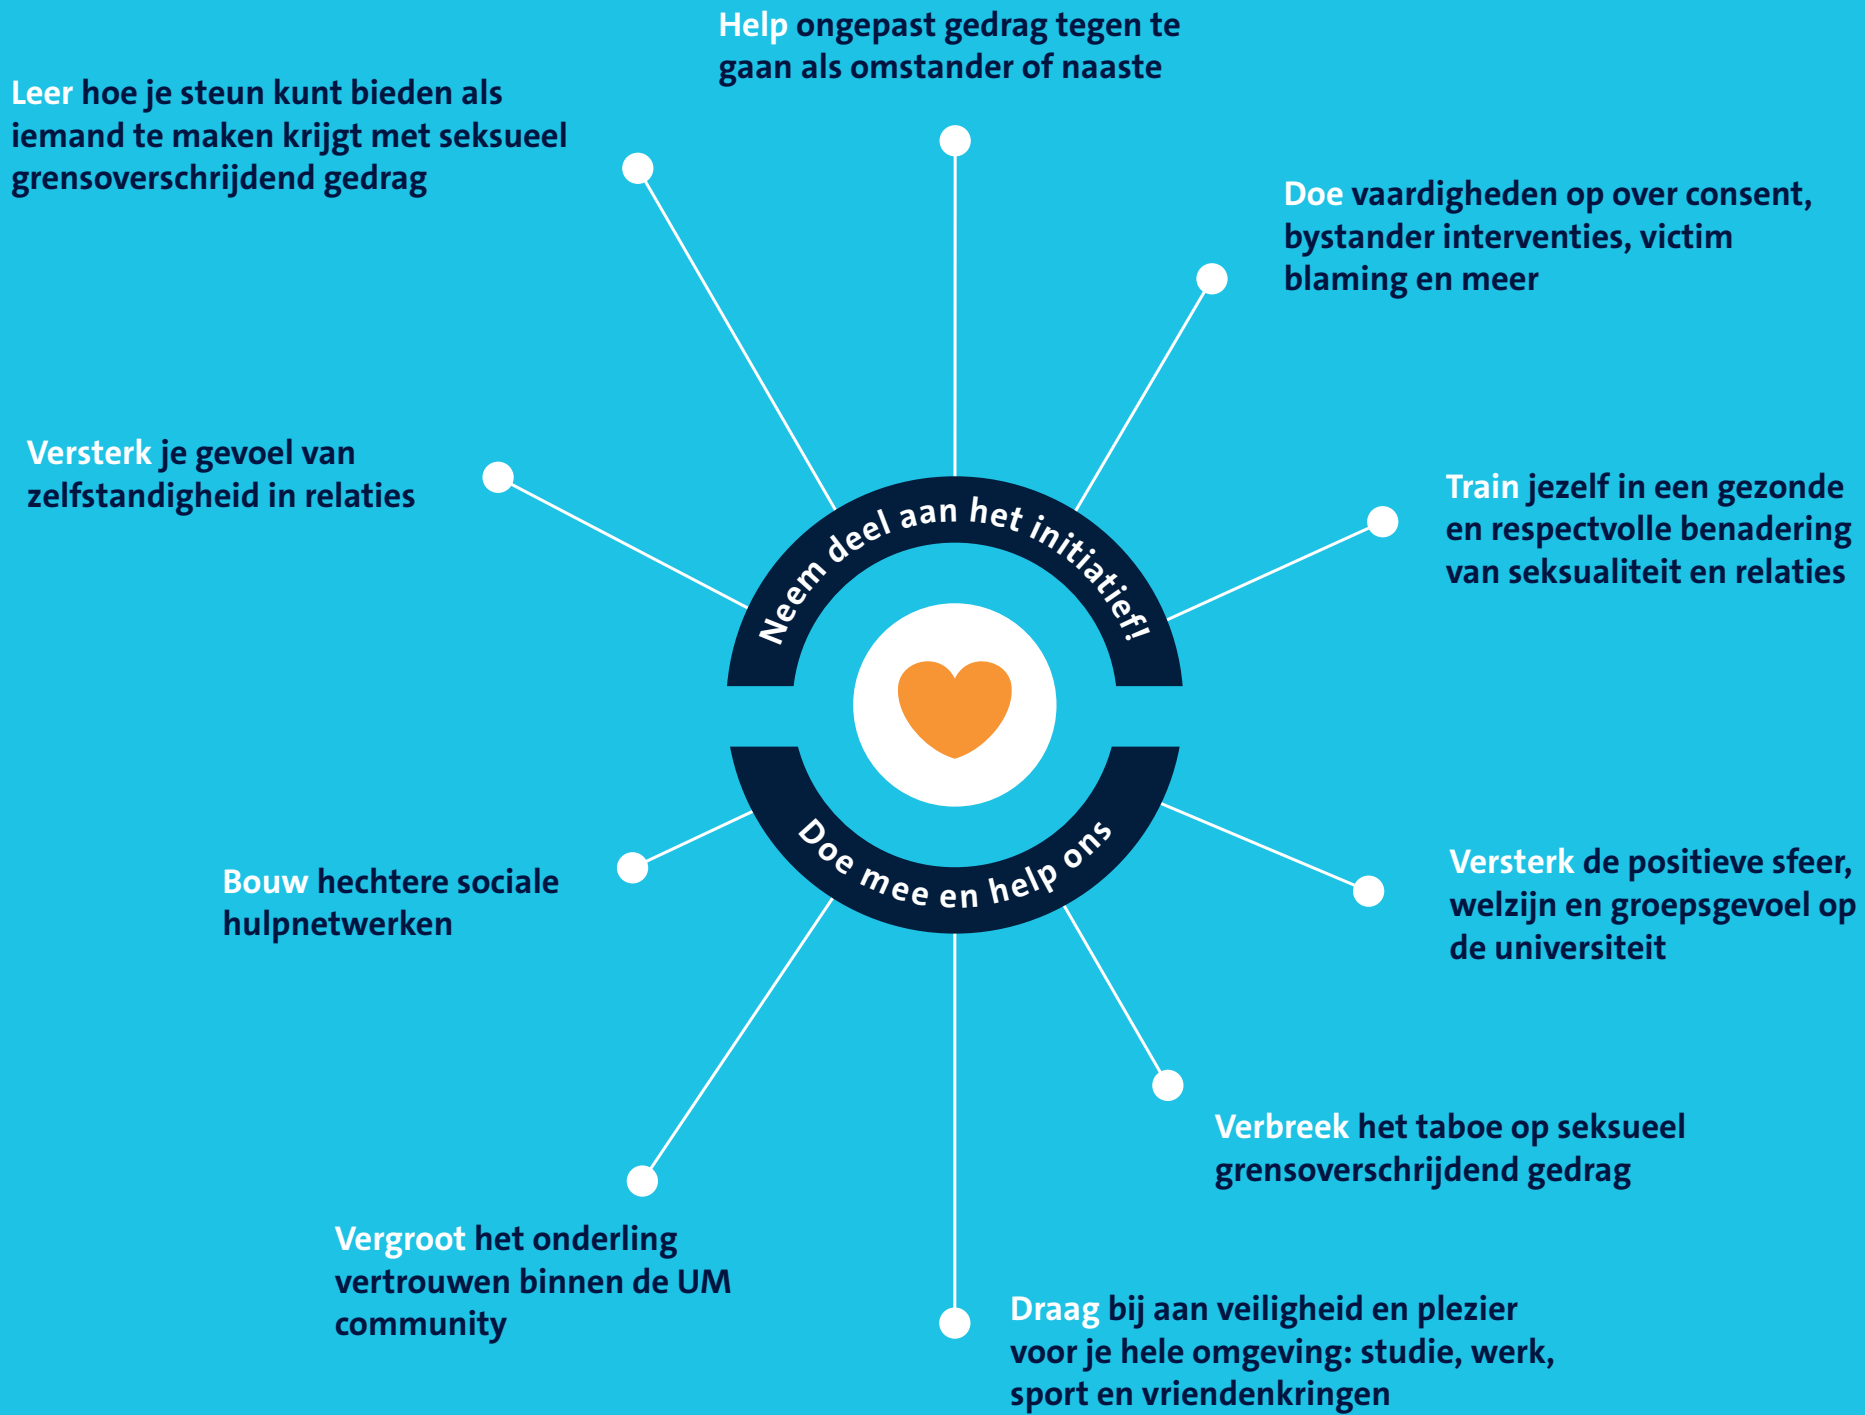 Help ongepast gedrag tegen te
gaan als omstander of naaste
Leer hoe je steun kunt bieden als
iemand te maken krijgt met seksueel
grensoverschrijdend gedrag
Doe vaardigheden op over consent,
bystander interventies, victim
blaming en meer
Versterk je gevoel van
zelfstandigheid in relaties
Train jezelf in een gezonde
en respectvolle benadering
van seksualiteit en relaties
Neem deel aan het initiatief!
Doe mee en help ons
Bouw hechtere sociale
hulpnetwerken
Versterk de positieve sfeer,
welzijn en groepsgevoel op
de universiteit
Verbreek het taboe op seksueel
grensoverschrijdend gedrag
Vergroot het onderling
vertrouwen binnen de UM
community
Draag bij aan veiligheid en plezier
voor je hele omgeving: studie, werk,
sport en vriendenkringen